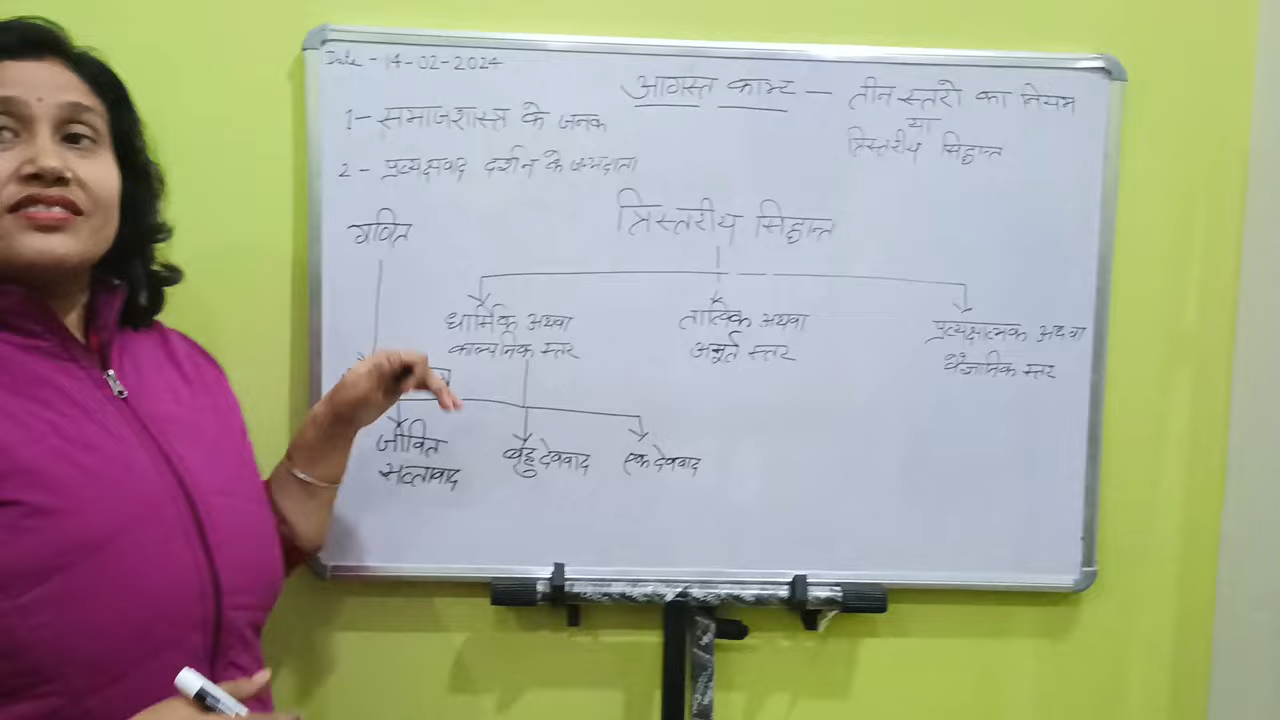 Date - 14-02-2024
आगस्त काम्ट – तीन स्तरो का नियम
या
त्रिस्तरीय सिद्धान्त
1- समाजशास्त्र के जनक
2 - प्रत्यक्षवाद दर्शन के जन्मदाता
त्रिस्तरीय सिद्धान्त
धार्मिक अथवा
काल्पनिक स्तर
तात्विक अथवा
अमूर्त स्तर
प्रत्यक्षात्मक अथवा
वैज्ञानिक स्तर
जीवित
सत्तावाद
बहुदेववाद
एकदेववाद